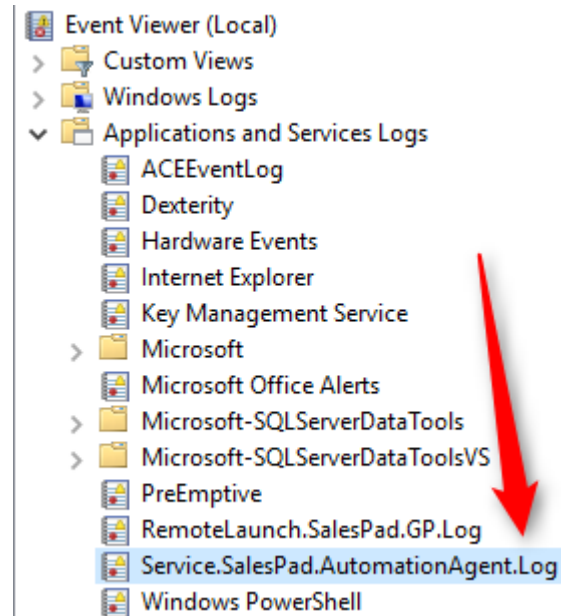 Event Viewer (Local)
Custom Views
Windows Logs
Applications and Services Logs
ACEEventLog
Dexterity
Hardware Events
Internet Explorer
Key Management Service
Microsoft
Microsoft Office Alerts
Microsoft-SQLServerDataTools
Microsoft-SQLServerDataToolsVS
PreEmptive
RemoteLaunch.SalesPad.GP.Log
Service.SalesPad.AutomationAgent.Log
Windows PowerShell